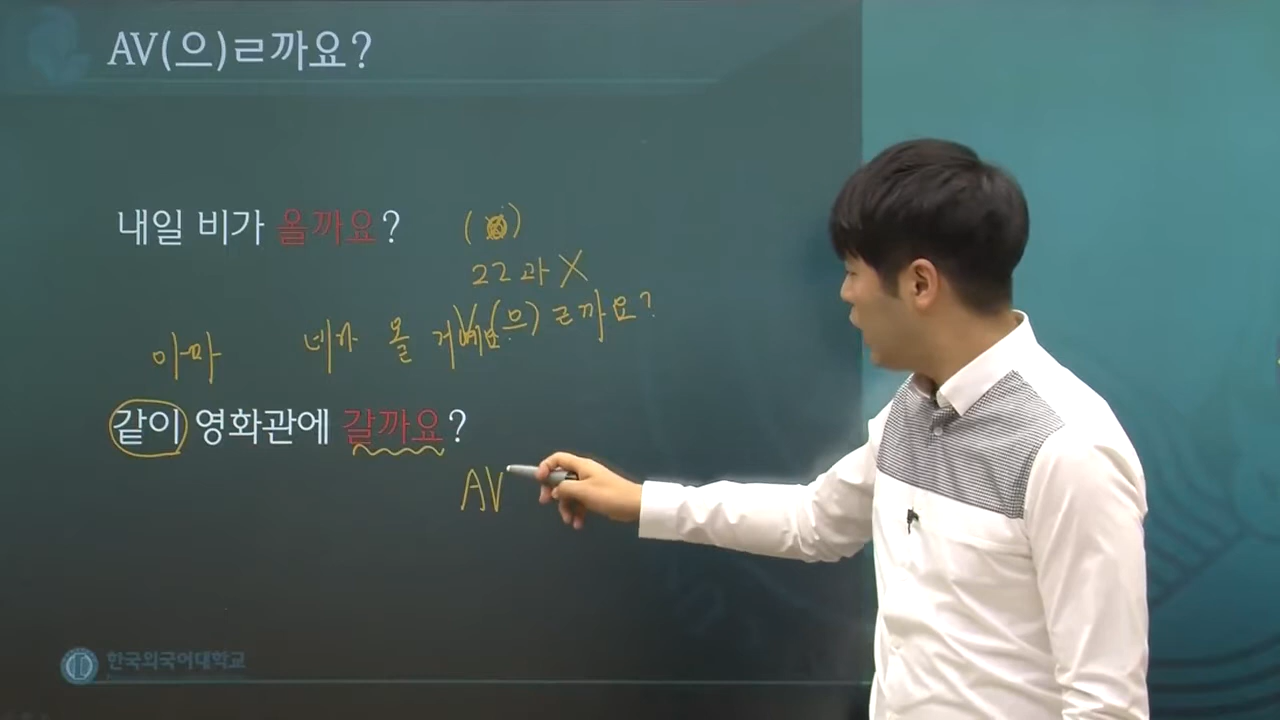 AV(으)ㄹ까요?
내일 비가 올까요?
22과 X
V(으)ㄹ까요?
아마 네가 올 거예요.
같이 영화관에 갈까요?
AV
한국외국어대학교